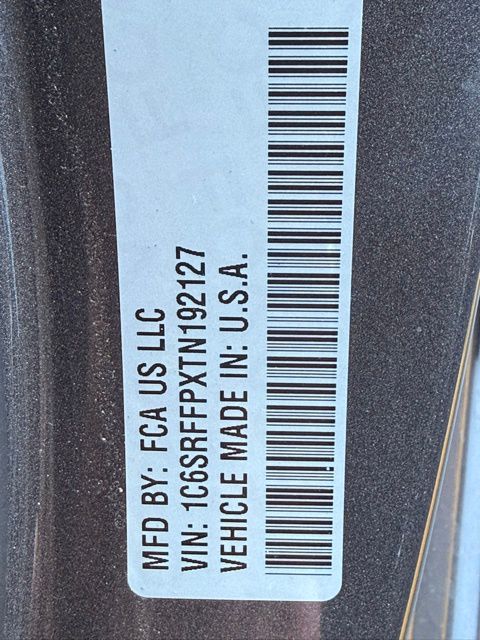 MFD BY: FCA US LLC
VIN: 1C6SRFFPXTN192127
VEHICLE MADE IN: U.S.A.